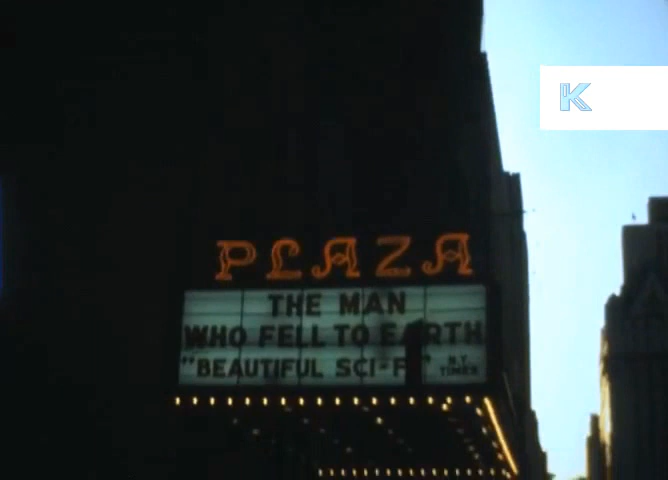 K
PLAZA
THE MAN
WHO FELL TO EARTH
"BEAUTIFUL SCI-FI" N.Y. TIMES